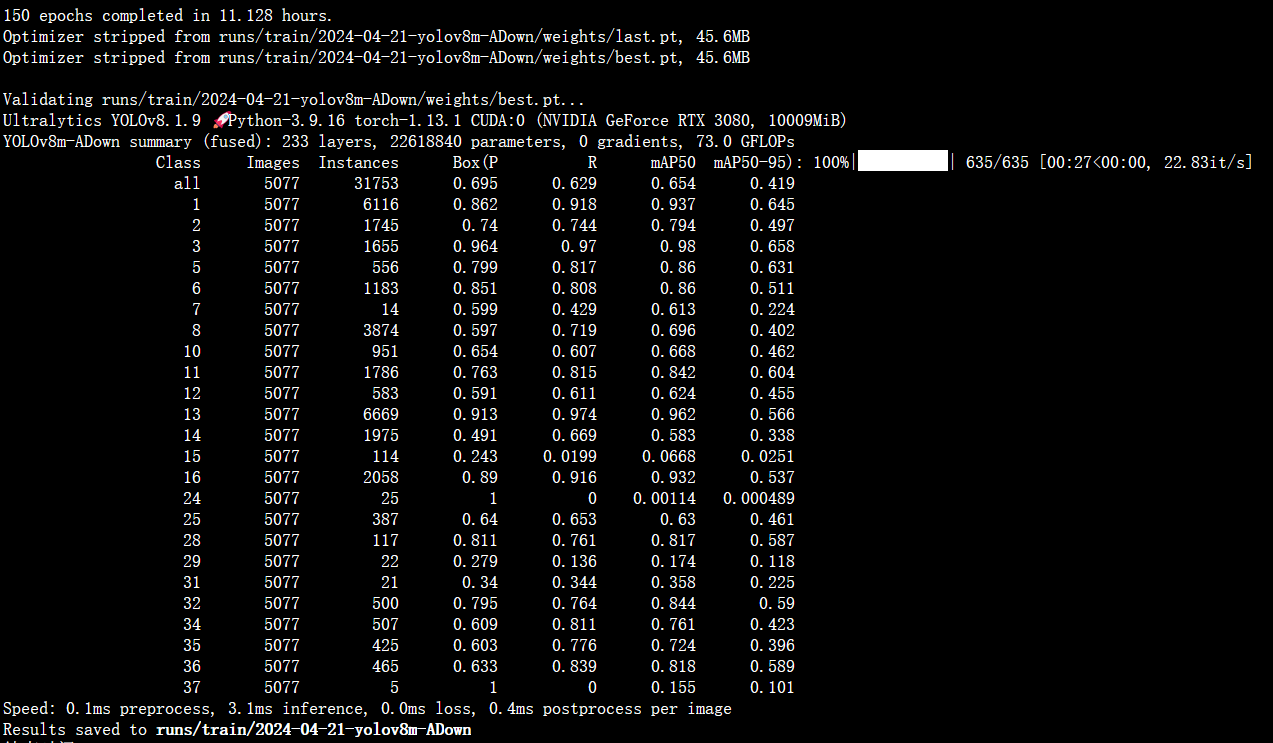 150 epochs completed in 11.128 hours.
Optimizer stripped from runs/train/2024-04-21-yolov8m-ADown/weights/last.pt, 45.6MB
Optimizer stripped from runs/train/2024-04-21-yolov8m-ADown/weights/best.pt, 45.6MB
Validating runs/train/2024-04-21-yolov8m-ADown/weights/best.pt...
Ultralytics YOLOv8.1.9 🚀Python-3.9.16 torch-1.13.1 CUDA:0 (NVIDIA GeForce RTX 3080, 10009MiB)
YOLOv8m-ADown summary (fused): 233 layers, 22618840 parameters, 0 gradients, 73.0 GFLOPs
Class Images Instances Box(P R mAP50 mAP50-95): 100%| | 635/635 [00:27<00:00, 22.83it/s]
all 5077 31753 0.695 0.629 0.654 0.419
1 5077 6116 0.862 0.918 0.937 0.645
2 5077 1745 0.74 0.744 0.794 0.497
3 5077 1655 0.964 0.97 0.98 0.658
5 5077 556 0.799 0.817 0.86 0.631
6 5077 1183 0.851 0.808 0.86 0.511
7 5077 14 0.599 0.429 0.613 0.224
8 5077 3874 0.597 0.719 0.696 0.402
10 5077 951 0.654 0.607 0.668 0.462
11 5077 1786 0.763 0.815 0.842 0.604
12 5077 583 0.591 0.611 0.624 0.455
13 5077 6669 0.913 0.974 0.962 0.566
14 5077 1975 0.491 0.669 0.583 0.338
15 5077 114 0.243 0.0199 0.0668 0.0251
16 5077 2058 0.89 0.916 0.932 0.537
24 5077 25 1 0 0.00114 0.000489
25 5077 387 0.64 0.653 0.63 0.461
28 5077 117 0.811 0.761 0.817 0.587
29 5077 22 0.279 0.136 0.174 0.118
31 5077 21 0.34 0.344 0.358 0.225
32 5077 500 0.795 0.764 0.844 0.59
34 5077 507 0.609 0.811 0.761 0.423
35 5077 425 0.603 0.776 0.724 0.396
36 5077 465 0.633 0.839 0.818 0.589
37 5077 5 1 0 0.155 0.101
Speed: 0.1ms preprocess, 3.1ms inference, 0.0ms loss, 0.4ms postprocess per image
Results saved to runs/train/2024-04-21-yolov8m-ADown